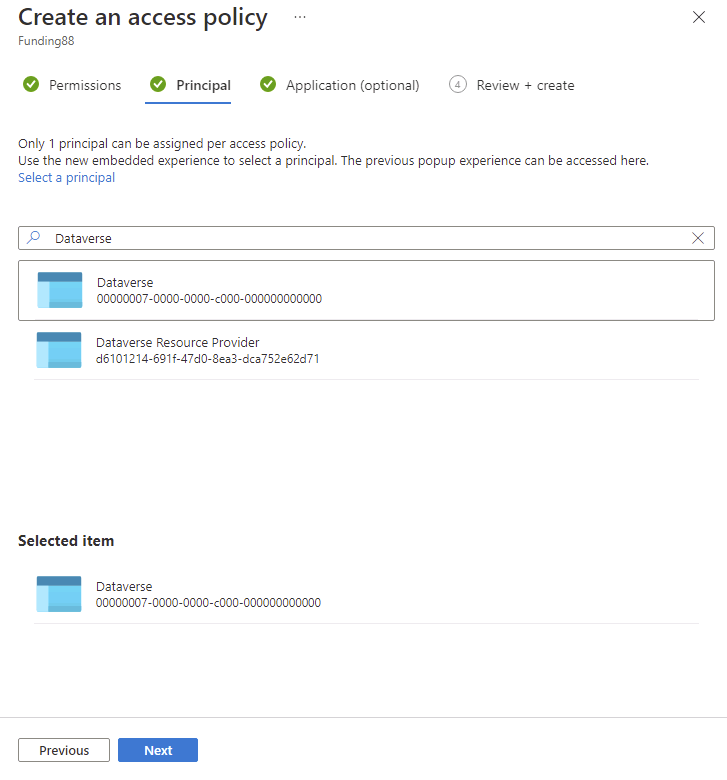 Create an access policy ...
Funding88
Permissions Principal Application (optional) 4 Review + create
Only 1 principal can be assigned per access policy.
Use the new embedded experience to select a principal. The previous popup experience can be accessed here.
Select a principal
Dataverse
Dataverse
00000007-0000-0000-c000-000000000000
Dataverse Resource Provider
d6101214-691f-47d0-8ea3-dca752e62d71
Selected item
Dataverse
00000007-0000-0000-c000-000000000000
Previous Next